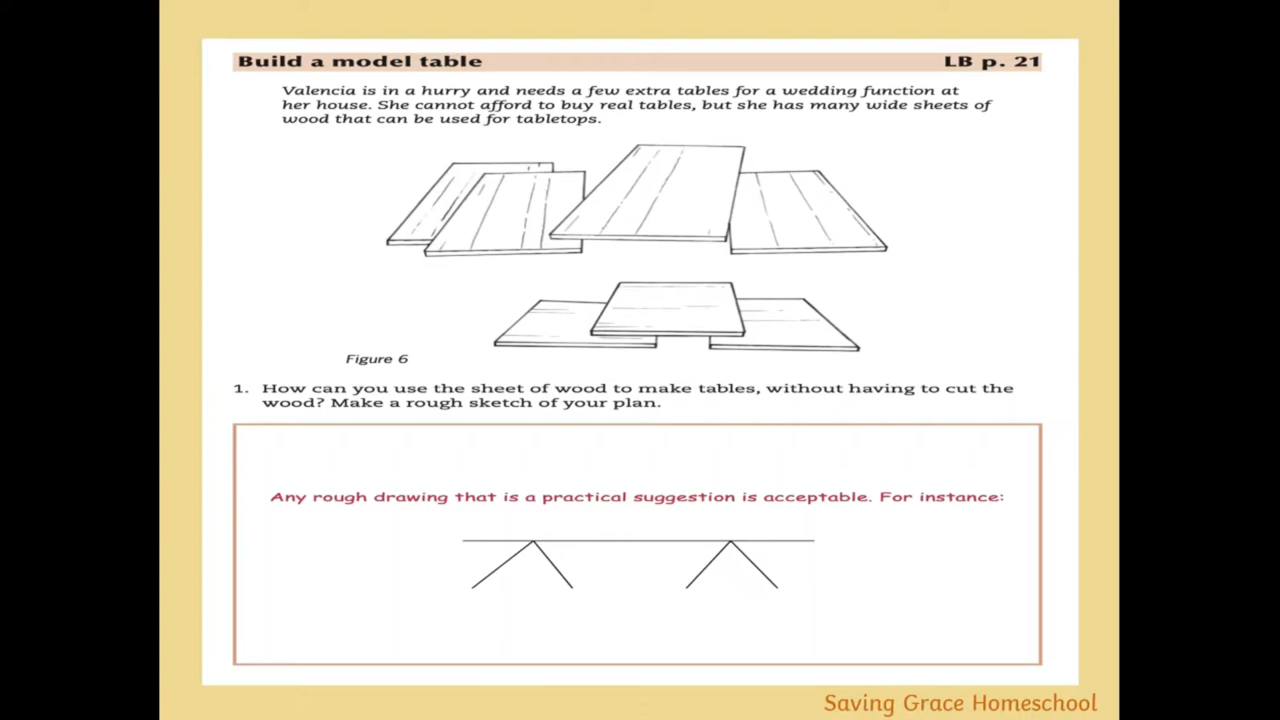 Build a model table LB p. 21
Valencia is in a hurry and needs a few extra tables for a wedding function at
her house. She cannot afford to buy real tables, but she has many wide sheets of
wood that can be used for tabletops.
Figure 6
1. How can you use the sheet of wood to make tables, without having to cut the
wood? Make a rough sketch of your plan.
Any rough drawing that is a practical suggestion is acceptable. For instance:
Saving Grace Homeschool